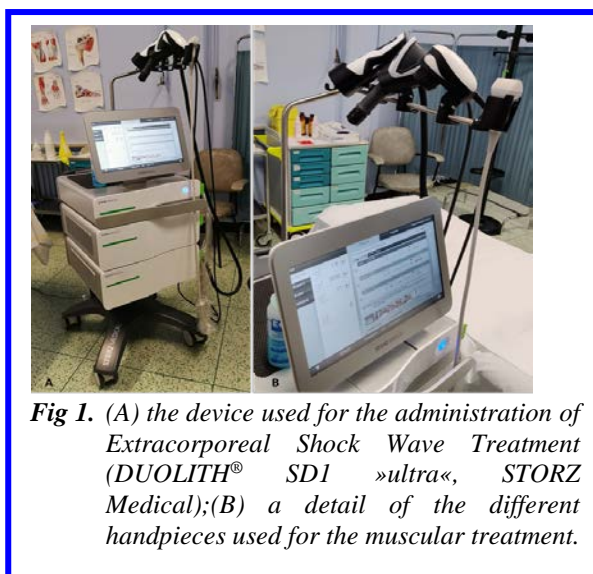 A
B
Fig 1. (A) the device used for the administration of
Extracorporeal Shock Wave Treatment
(DUOLITH® SD1 »ultra«, STORZ
Medical);(B) a detail of the different
handpieces used for the muscular treatment.